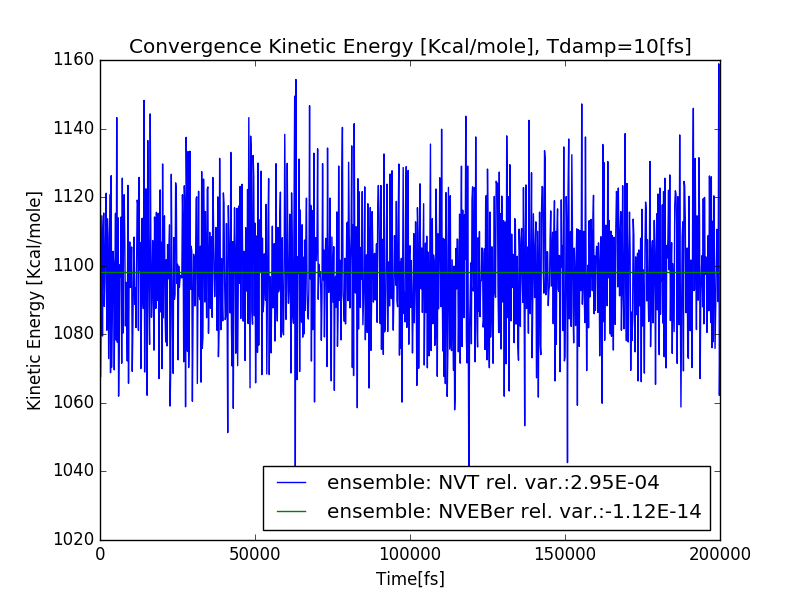 Convergence Kinetic Energy [Kcal/mole], Tdamp=10[fs]
1160
1140
1120
1100
1080
1060
1040
1020
Kinetic Energy [Kcal/mole]
ensemble: NVT rel. var.:2.95E-04
ensemble: NVEBer rel. var.:-1.12E-14
0 50000 100000 150000 200000
Time[fs]